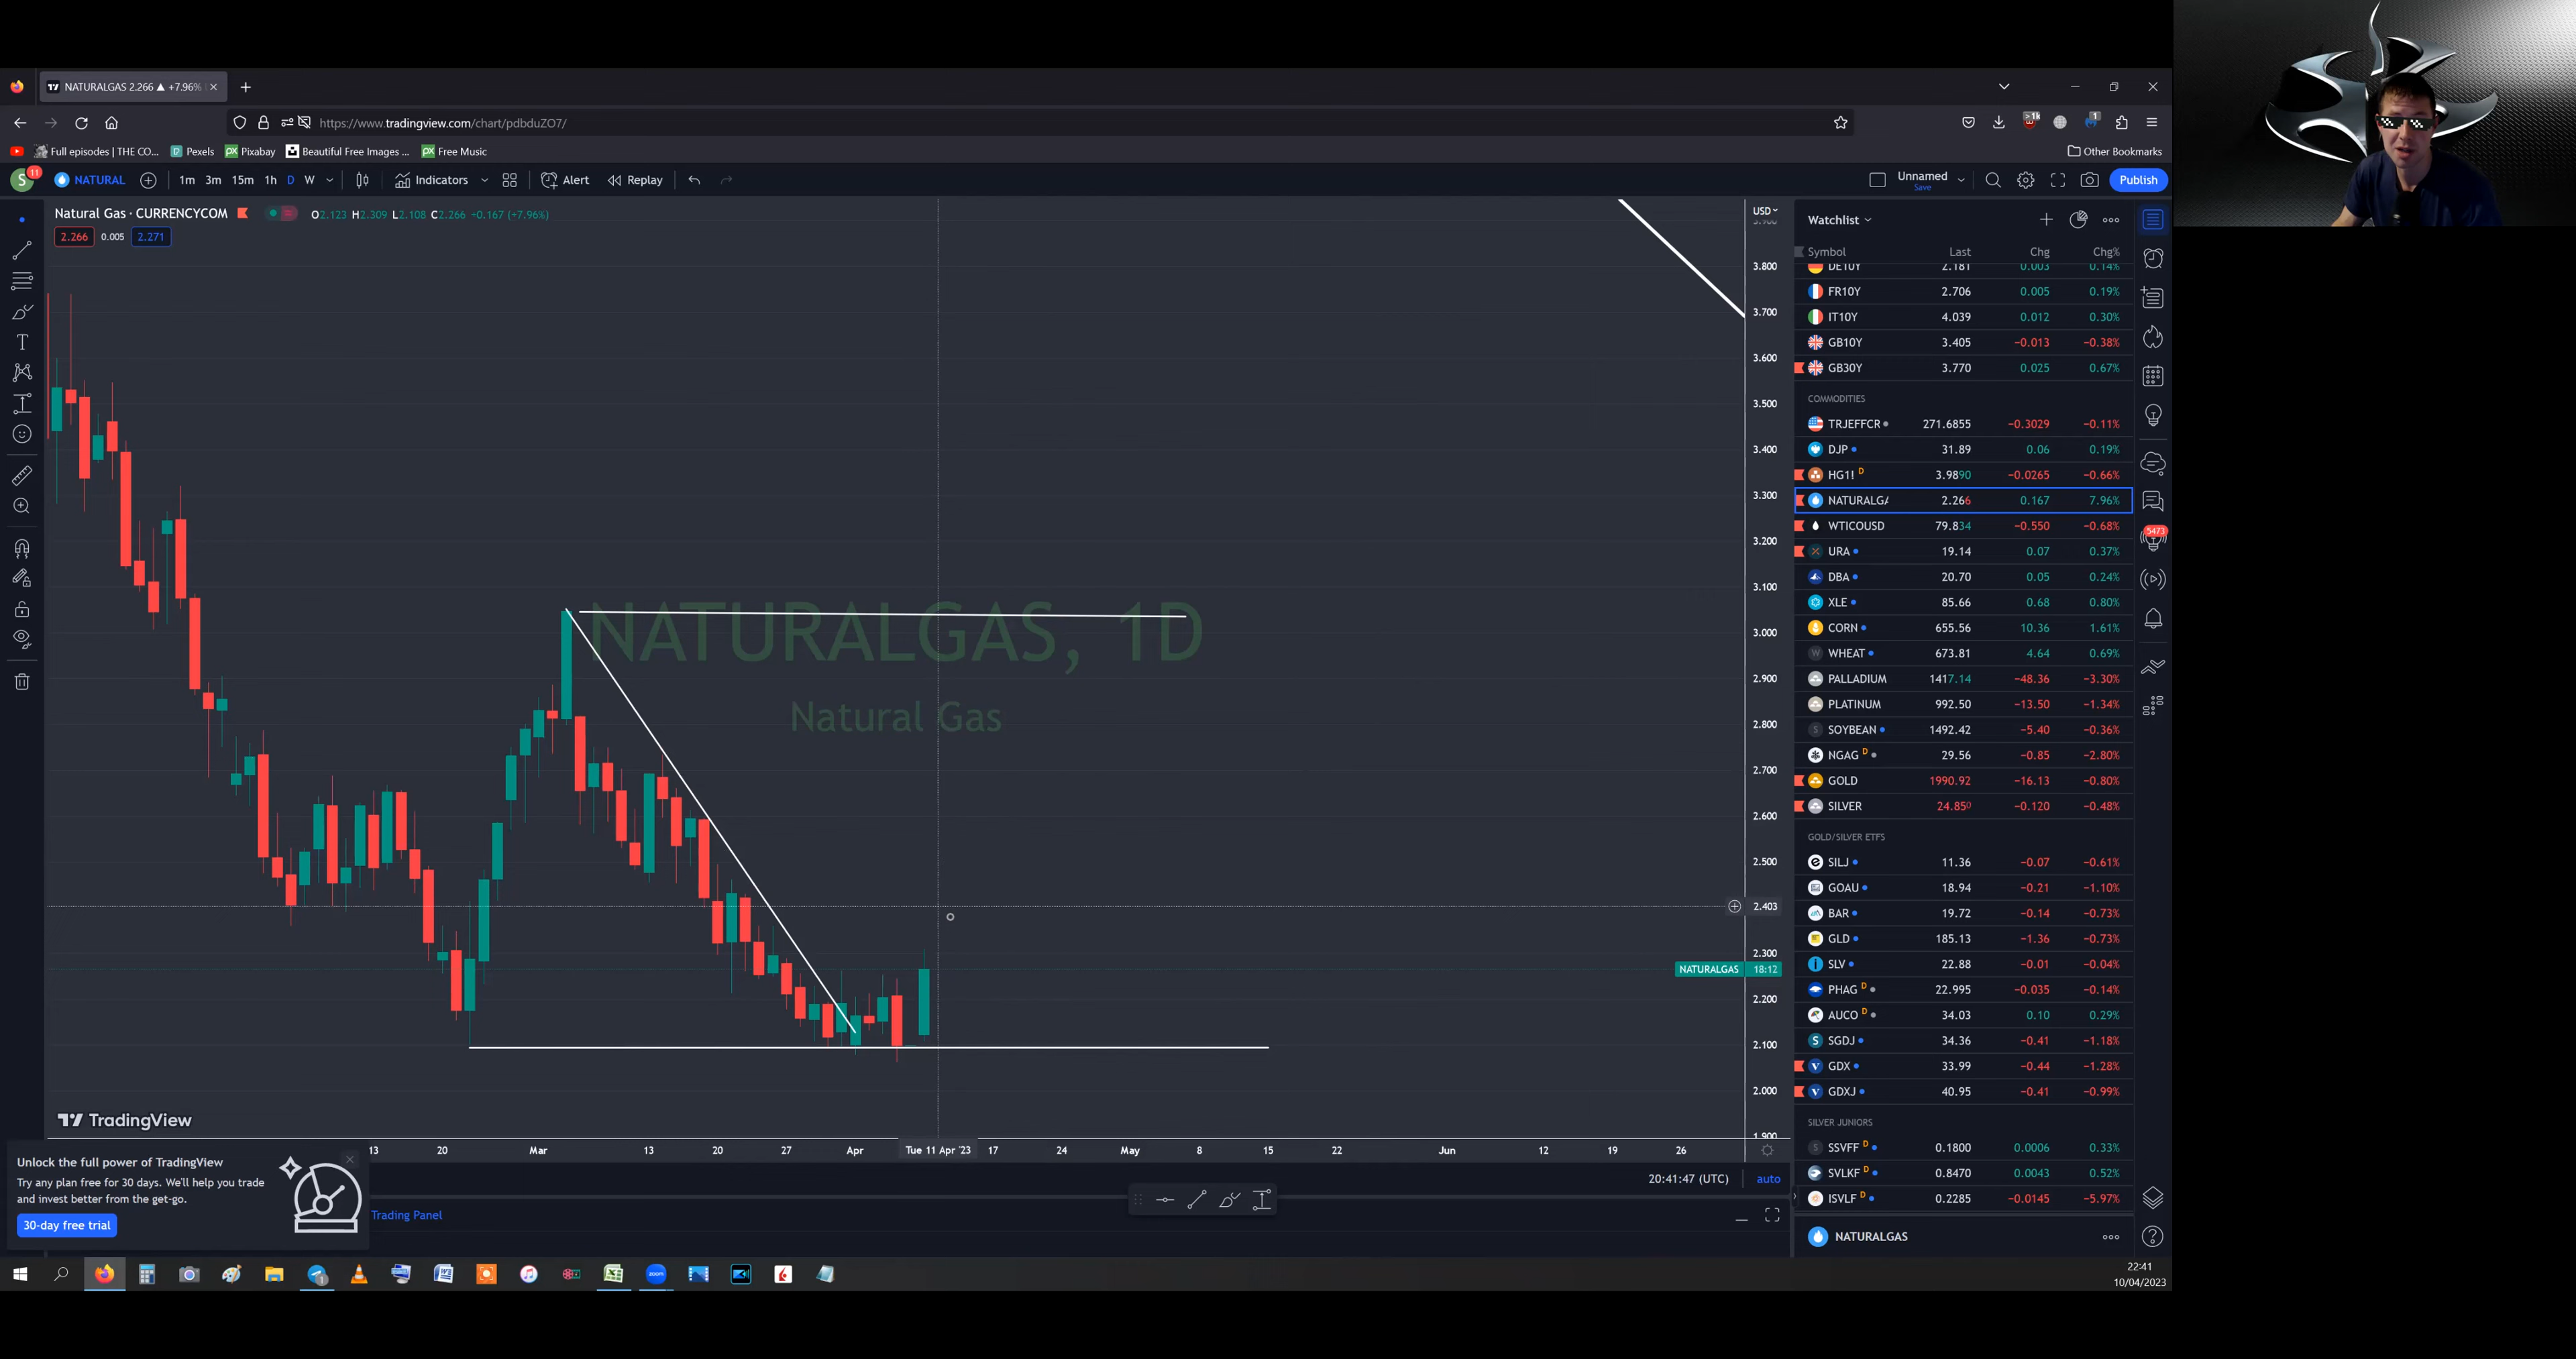 NATURALGAS 2.266 ▲ +7.96%
https://www.tradingview.com/chart/pdbduZO7/
>1k
1
Full episodes | THE CO...
Pexels
Pixabay
Beautiful Free Images ...
Free Music
Other Bookmarks
S 11
NATURAL
1m 3m 15m 1h D W
Indicators
Alert
Replay
Unnamed
Save
Publish
Natural Gas · CURRENCYCOM
O2.123 H2.309 L2.108 C2.266 +0.167 (+7.96%)
2.266 0.005 2.271
USD
3.900
3.800
3.700
3.600
3.500
3.400
3.300
3.200
3.100
3.000
2.900
2.800
2.700
2.600
2.500
2.403
2.300
NATURALGAS 18:12
2.200
2.100
2.000
1.900
NATURALGAS, 1D
Natural Gas
TradingView
13 20 Mar 13 20 27 Apr Tue 11 Apr '23 17 24 May 8 15 22 Jun 12 19 26
20:41:47 (UTC) auto
Unlock the full power of TradingView
Try any plan free for 30 days. We'll help you trade
and invest better from the get-go.
30-day free trial
Trading Panel
Watchlist
Symbol Last Chg Chg%
DE10Y 2.181 0.003 0.14%
FR10Y 2.706 0.005 0.19%
IT10Y 4.039 0.012 0.30%
GB10Y 3.405 −0.013 −0.38%
GB30Y 3.770 0.025 0.67%
COMMODITIES
TRJEFFCR 271.6855 −0.3029 −0.11%
DJP 31.89 0.06 0.19%
HG1! D 3.9890 −0.0265 −0.66%
NATURALGA 2.266 0.167 7.96%
WTICOUSD 79.834 −0.550 −0.68%
URA 19.14 0.07 0.37%
DBA 20.70 0.05 0.24%
XLE 85.66 0.68 0.80%
CORN 655.56 10.36 1.61%
WHEAT 673.81 4.64 0.69%
PALLADIUM 1417.14 −48.36 −3.30%
PLATINUM 992.50 −13.50 −1.34%
SOYBEAN 1492.42 −5.40 −0.36%
NGAG D 29.56 −0.85 −2.80%
GOLD 1990.92 −16.13 −0.80%
SILVER 24.850 −0.120 −0.48%
GOLD/SILVER ETFS
SILJ 11.36 −0.07 −0.61%
GOAU 18.94 −0.21 −1.10%
BAR 19.72 −0.14 −0.73%
GLD 185.13 −1.36 −0.73%
SLV 22.88 −0.01 −0.04%
PHAG D 22.995 −0.035 −0.14%
AUCO D 34.03 0.10 0.29%
SGDJ 34.36 −0.41 −1.18%
GDX 33.99 −0.44 −1.28%
GDXJ 40.95 −0.41 −0.99%
SILVER JUNIORS
SSVFF D 0.1800 0.0006 0.33%
SVLKF D 0.8470 0.0043 0.52%
ISVLF D 0.2285 −0.0145 −5.97%
NATURALGAS
5473
zoom
22:41
10/04/2023